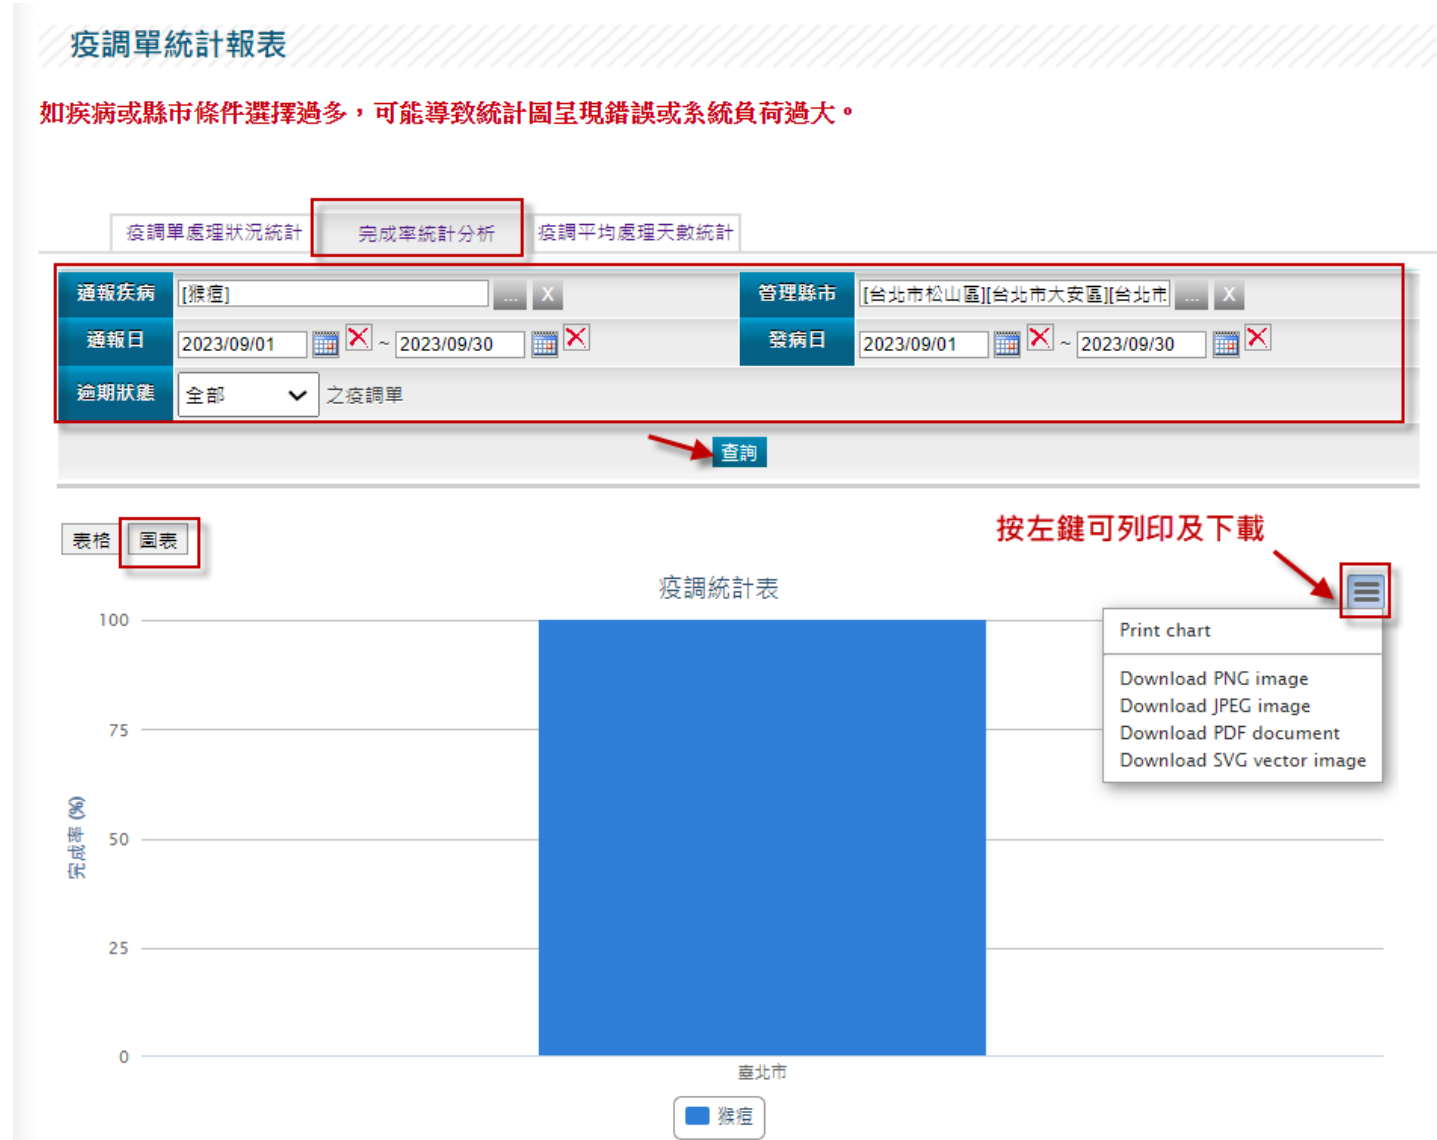 疫調單統計報表
如疾病或縣市條件選擇過多，可能導致統計圖呈現錯誤或系統負荷過大。
疫調單處理狀況統計 完成率統計分析 疫調平均處理天數統計
通報疾病 [猴痘] ... X 管理縣市 [台北市松山區][台北市大安區][台北市 ... X
通報日 2023/09/01 ~ 2023/09/30 發病日 2023/09/01 ~ 2023/09/30
逾期狀態 全部 之疫調單
查詢
表格 圖表
按左鍵可列印及下載
疫調統計表
Print chart
Download PNG image
Download JPEG image
Download PDF document
Download SVG vector image
完成率 (%)
100
75
50
25
0
臺北市
猴痘